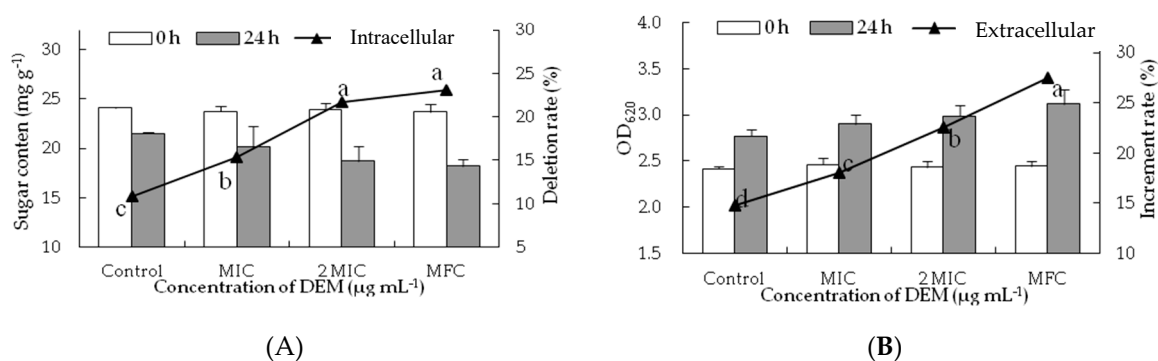 0 h 24 h Intracellular
Sugar conten (mg g-1)
30
25
20
15
10
a
a
b
c
30
25
20
15
10
5
Deletion rate (%)
Control MIC 2 MIC MFC
Concentration of DEM (μg mL-1)
(A)
0 h 24 h Extracellular
OD620
4.0
3.5
3.0
2.5
2.0
1.5
a
b
c
d
30
25
20
15
10
Increment rate (%)
Control MIC 2 MIC MFC
Concentration of DEM (μg mL-1)
(B)